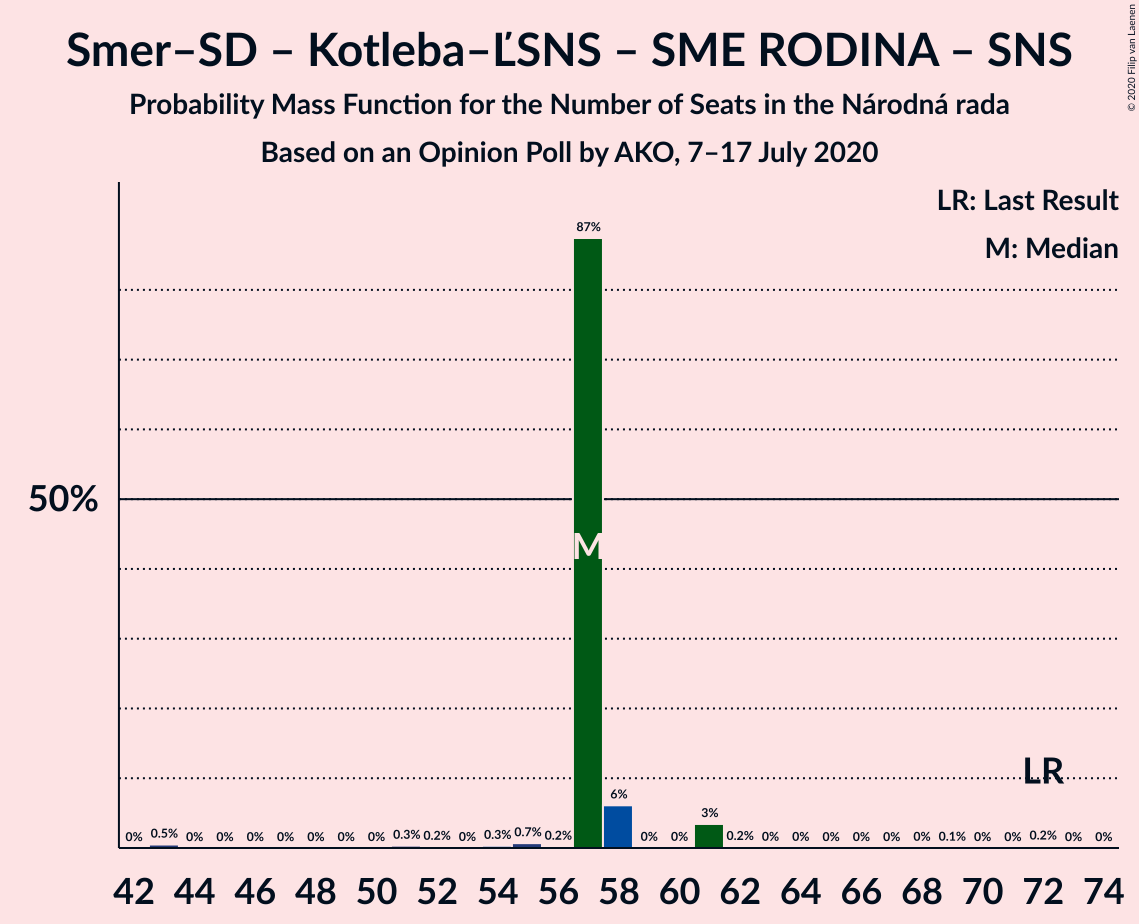 Smer–SD – Kotleba–ĽSNS – SME RODINA – SNS
Probability Mass Function for the Number of Seats in the Národná rada
Based on an Opinion Poll by AKO, 7–17 July 2020
© 2020 Filip van Laenen
LR: Last Result
M: Median
87%
50%
M
LR
6%
3%
0% 0.5% 0% 0% 0% 0% 0% 0% 0% 0.3% 0.2% 0% 0.3% 0.7% 0.2% 0% 0% 0.2% 0% 0% 0% 0% 0% 0% 0.1% 0% 0% 0.2% 0% 0%
42 44 46 48 50 52 54 56 58 60 62 64 66 68 70 72 74